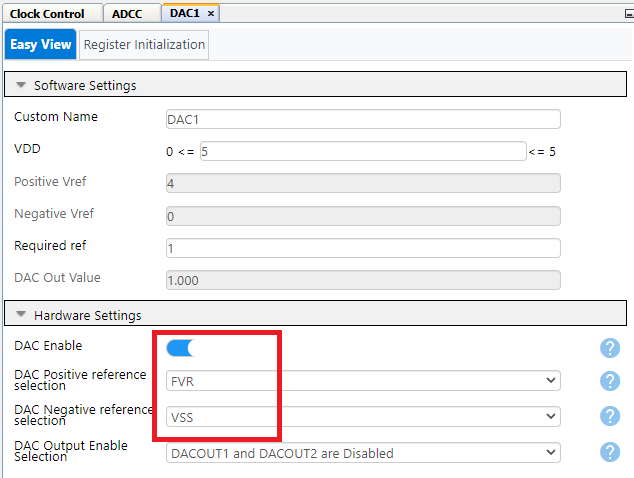 Clock Control ADCC DAC1 ×
Easy View Register Initialization
Software Settings
Custom Name DAC1
VDD 0 <= 5 <= 5
Positive Vref 4
Negative Vref 0
Required ref 1
DAC Out Value 1.000
Hardware Settings
DAC Enable ?
DAC Positive reference
selection FVR ?
DAC Negative reference
selection VSS ?
DAC Output Enable
Selection DACOUT1 and DACOUT2 are Disabled ?